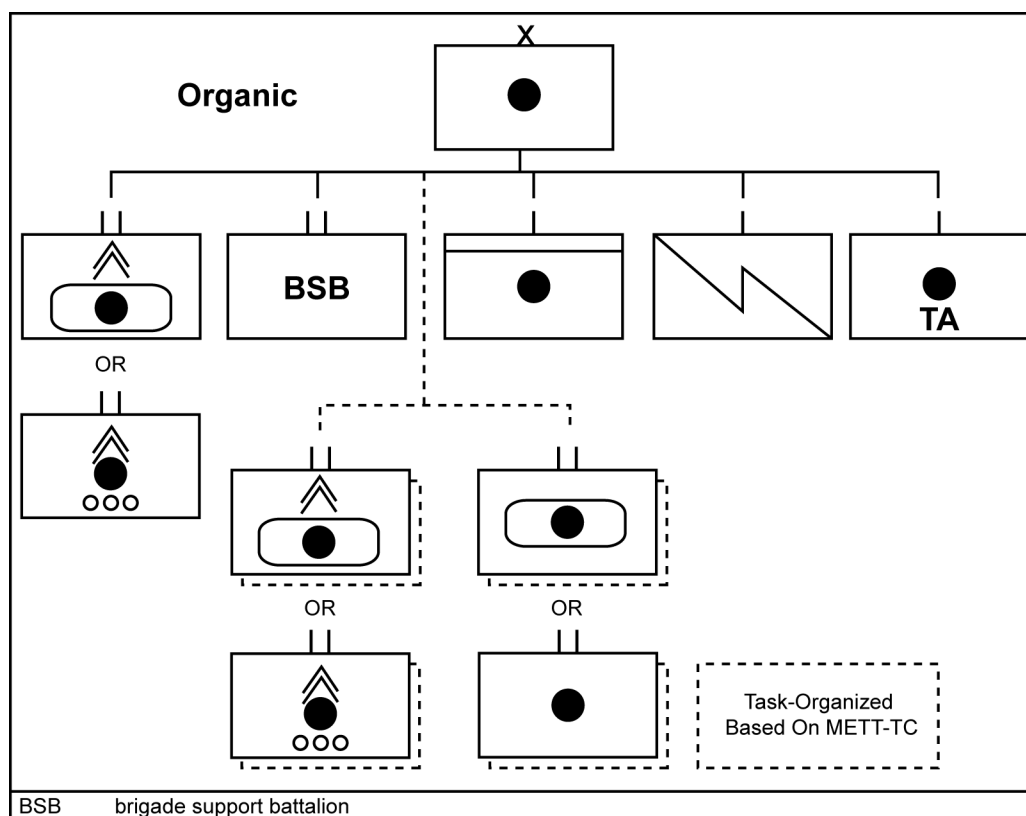 X
Organic
BSB
TA
OR
OR
OR
Task-Organized
Based On METT-TC
BSB brigade support battalion